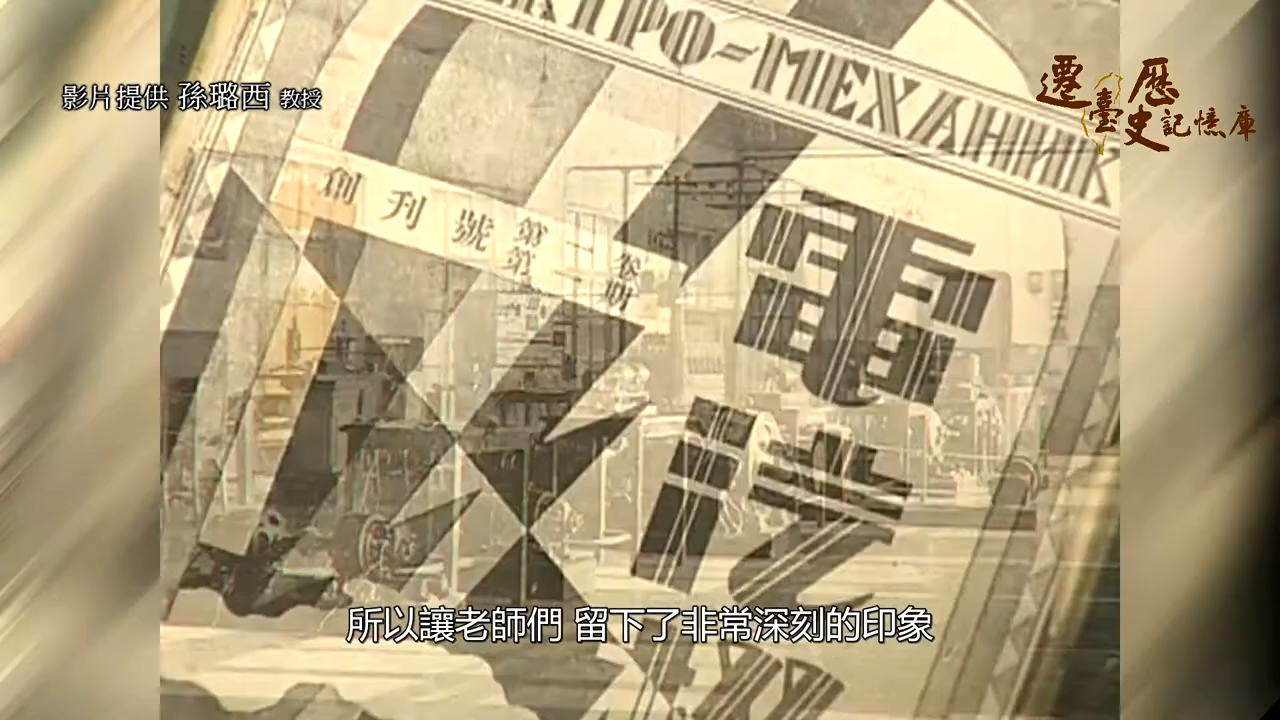 影片提供 孫璐西 教授
遷臺歷史記憶庫
КТРО=МЕХАНИК
創刊號
電
所以讓老師們 留下了非常深刻的印象